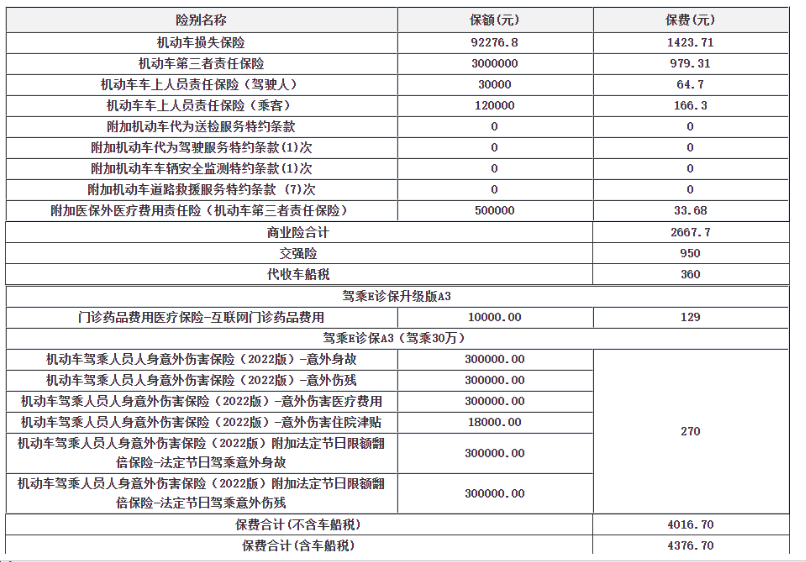 险别名称 保额(元) 保费(元)
机动车损失保险 92276.8 1423.71
机动车第三者责任保险 3000000 979.31
机动车车上人员责任保险（驾驶人） 30000 64.7
机动车车上人员责任保险（乘客） 120000 166.3
附加机动车代为送检服务特约条款 0 0
附加机动车代为驾驶服务特约条款(1)次 0 0
附加机动车车辆安全监测特约条款(1)次 0 0
附加机动车道路救援服务特约条款 (7)次 0 0
附加医保外医疗费用责任险（机动车第三者责任保险） 500000 33.68
商业险合计 2667.7
交强险 950
代收车船税 360
驾乘E诊保升级版A3
门诊药品费用医疗保险-互联网门诊药品费用 10000.00 129
驾乘E诊保A3（驾乘30万）
机动车驾乘人员人身意外伤害保险（2022版）-意外身故 300000.00
机动车驾乘人员人身意外伤害保险（2022版）-意外伤残 300000.00
机动车驾乘人员人身意外伤害保险（2022版）-意外伤害医疗费用 300000.00
机动车驾乘人员人身意外伤害保险（2022版）-意外伤害住院津贴 18000.00
270
机动车驾乘人员人身意外伤害保险（2022版）附加法定节日限额翻
倍保险-法定节日驾乘意外身故 300000.00
机动车驾乘人员人身意外伤害保险（2022版）附加法定节日限额翻
倍保险-法定节日驾乘意外伤残 300000.00
保费合计(不含车船税) 4016.70
保费合计(含车船税) 4376.70